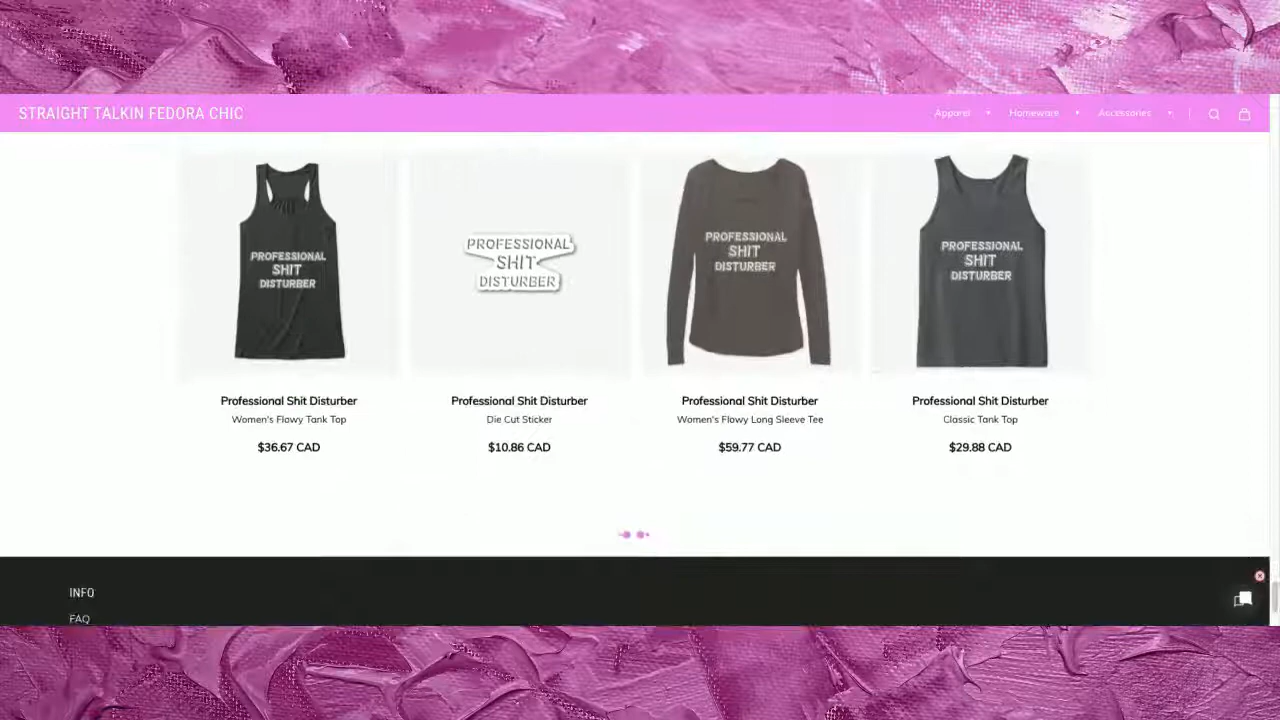 STRAIGHT TALKIN FEDORA CHIC
Apparel Homeware Accessories
PROFESSIONAL
SHIT
DISTURBER
PROFESSIONAL
SHIT
DISTURBER
PROFESSIONAL
SHIT
DISTURBER
PROFESSIONAL
SHIT
DISTURBER
Professional Shit Disturber
Women's Flowy Tank Top
$36.67 CAD
Professional Shit Disturber
Die Cut Sticker
$10.86 CAD
Professional Shit Disturber
Women's Flowy Long Sleeve Tee
$59.77 CAD
Professional Shit Disturber
Classic Tank Top
$29.88 CAD
INFO
FAQ